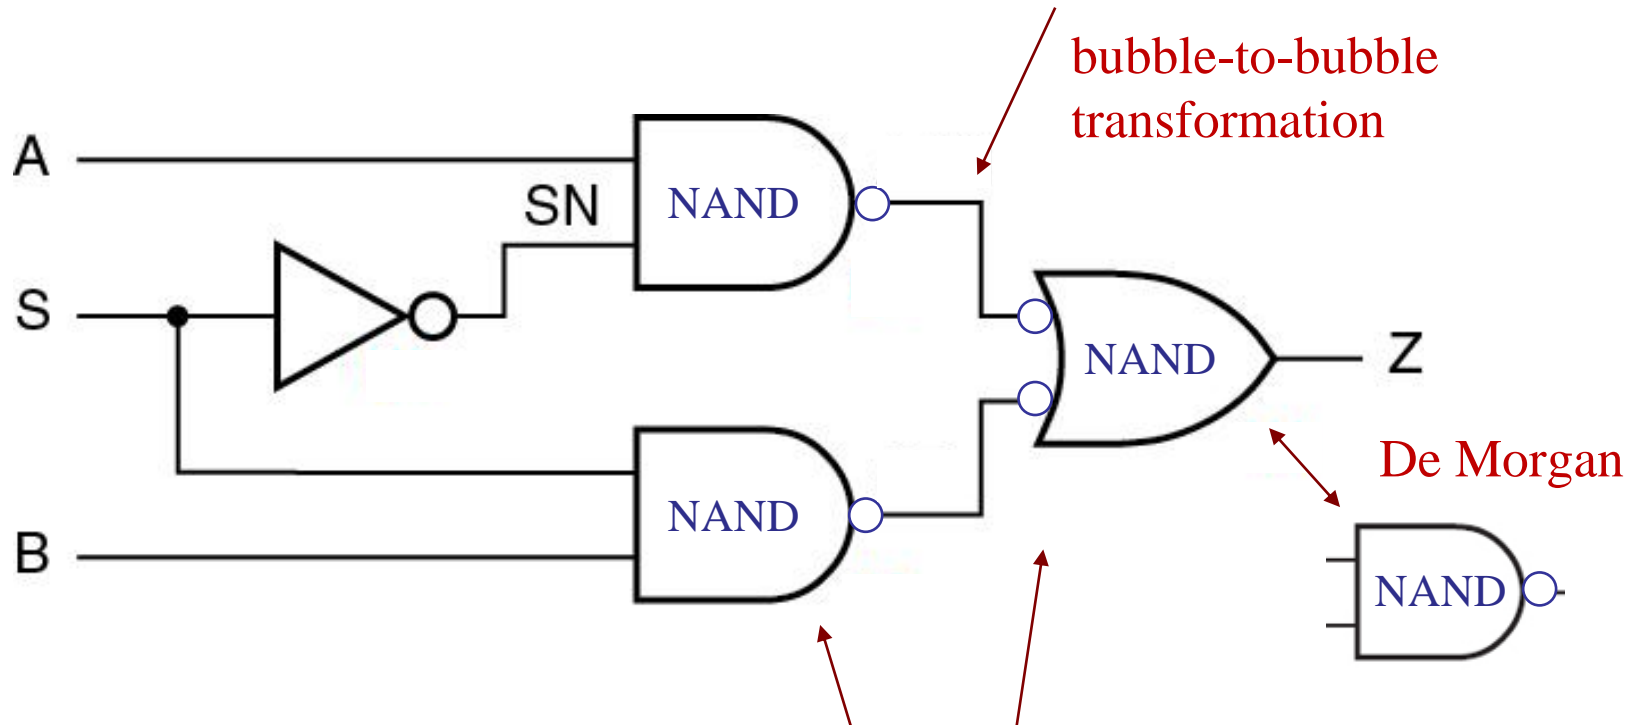 bubble-to-bubble
transformation
A
NAND
SN
S
NAND
Z
De Morgan
NAND
B
NAND